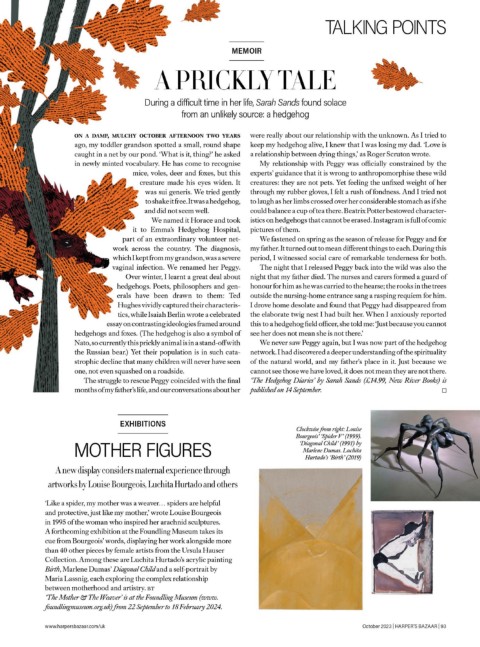 TALKING POINTS
MEMOIR
A PRICKLY TALE
During a difficult time in her life, Sarah Sands found solace
from an unlikely source: a hedgehog
ON A DAMP, MULCHY OCTOBER AFTERNOON TWO YEARS
ago, my toddler grandson spotted a small, round shape
caught in a net by our pond. 'What is it, thing?' he asked
in newly minted vocabulary. He has come to recognise
mice, voles, deer and foxes, but this
creature made his eyes widen. It
was sui generis. We tried gently
to shake it free. It was a hedgehog,
and did not seem well.
We named it Horace and took
it to Emma's Hedgehog Hospital,
part of an extraordinary volunteer net-
work across the country. The diagnosis,
which I kept from my grandson, was a severe
vaginal infection. We renamed her Peggy.
Over winter, I learnt a great deal about
hedgehogs. Poets, philosophers and gen-
erals have been drawn to them: Ted
Hughes vividly captured their characteris-
tics, while Isaiah Berlin wrote a celebrated
essay on contrasting ideologies framed around
hedgehogs and foxes. (The hedgehog is also a symbol of
Nato, so currently this prickly animal is in a stand-off with
the Russian bear.) Yet their population is in such cata-
strophic decline that many children will never have seen
one, not even squashed on a roadside.
The struggle to rescue Peggy coincided with the final
months of my father's life, and our conversations about her
were really about our relationship with the unknown. As I tried to
keep my hedgehog alive, I knew that I was losing my dad. 'Love is
a relationship between dying things,' as Roger Scruton wrote.
My relationship with Peggy was officially constrained by the
experts' guidance that it is wrong to anthropomorphise these wild
creatures: they are not pets. Yet feeling the unfixed weight of her
through my rubber gloves, I felt a rush of fondness. And I tried not
to laugh as her limbs crossed over her considerable stomach as if she
could balance a cup of tea there. Beatrix Potter bestowed character-
istics on hedgehogs that cannot be erased. Instagram is full of comic
pictures of them.
We fastened on spring as the season of release for Peggy and for
my father. It turned out to mean different things to each. During this
period, I witnessed social care of remarkable tenderness for both.
The night that I released Peggy back into the wild was also the
night that my father died. The nurses and carers formed a guard of
honour for him as he was carried to the hearse; the rooks in the trees
outside the nursing-home entrance sang a rasping requiem for him.
I drove home desolate and found that Peggy had disappeared from
the elaborate twig nest I had built her. When I anxiously reported
this to a hedgehog field officer, she told me: 'Just because you cannot
see her does not mean she is not there.'
We never saw Peggy again, but I was now part of the hedgehog
network. I had discovered a deeper understanding of the spirituality
of the natural world, and my father's place in it. Just because we
cannot see those we have loved, it does not mean they are not there.
'The Hedgehog Diaries' by Sarah Sands (£14.99, New River Books) is
published on 14 September.
EXHIBITIONS
MOTHER FIGURES
A new display considers maternal experience through
artworks by Louise Bourgeois, Luchita Hurtado and others
'Like a spider, my mother was a weaver... spiders are helpful
and protective, just like my mother,' wrote Louise Bourgeois
in 1995 of the woman who inspired her arachnid sculptures.
A forthcoming exhibition at the Foundling Museum takes its
cue from Bourgeois' words, displaying her work alongside more
than 40 other pieces by female artists from the Ursula Hauser
Collection. Among these are Luchita Hurtado's acrylic painting
Birth, Marlene Dumas' Diagonal Child and a self-portrait by
Maria Lassnig, each exploring the complex relationship
between motherhood and artistry.
'The Mother & The Weaver' is at the Foundling Museum (www.
foundlingmuseum.org.uk) from 22 September to 18 February 2024.
Clockwise from right: Louise
Bourgeois' 'Spider V' (1999).
'Diagonal Child' (1993) by
Marlene Dumas. Luchita
Hurtado's 'Birth' (2019)
www.harpersbazaar.com/uk
October 2023 | HARPER'S BAZAAR |